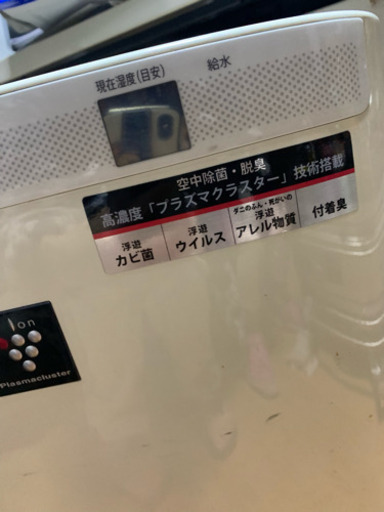 現在湿度(目安)
給水
空中除菌・脱臭
高濃度「プラズマクラスター」技術搭載
浮遊
カビ菌
浮遊
ウイルス
ダニのふん・死がいの
浮遊
アレル物質
付着臭
Ion
Plasmacluster